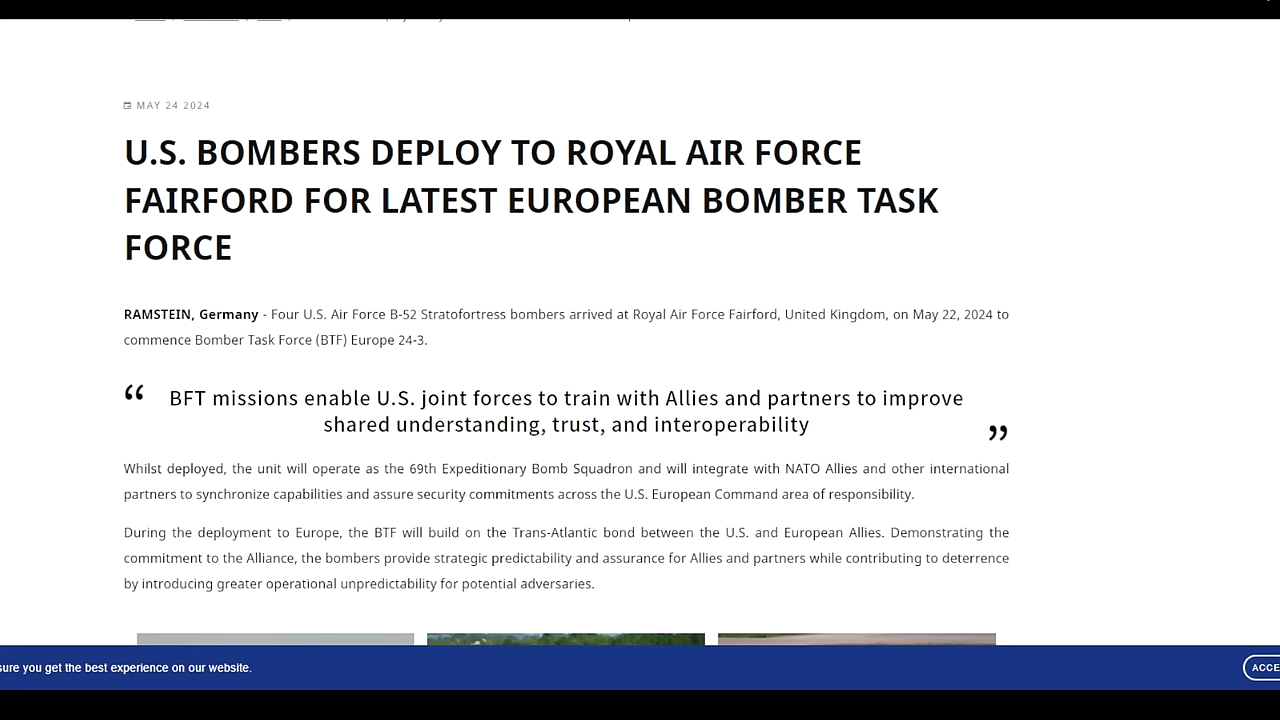 MAY 24 2024
U.S. BOMBERS DEPLOY TO ROYAL AIR FORCE
FAIRFORD FOR LATEST EUROPEAN BOMBER TASK
FORCE
RAMSTEIN, Germany - Four U.S. Air Force B-52 Stratofortress bombers arrived at Royal Air Force Fairford, United Kingdom, on May 22, 2024 to
commence Bomber Task Force (BTF) Europe 24-3.
“ BFT missions enable U.S. joint forces to train with Allies and partners to improve
shared understanding, trust, and interoperability ”
Whilst deployed, the unit will operate as the 69th Expeditionary Bomb Squadron and will integrate with NATO Allies and other international
partners to synchronize capabilities and assure security commitments across the U.S. European Command area of responsibility.
During the deployment to Europe, the BTF will build on the Trans-Atlantic bond between the U.S. and European Allies. Demonstrating the
commitment to the Alliance, the bombers provide strategic predictability and assurance for Allies and partners while contributing to deterrence
by introducing greater operational unpredictability for potential adversaries.
sure you get the best experience on our website.
ACCE